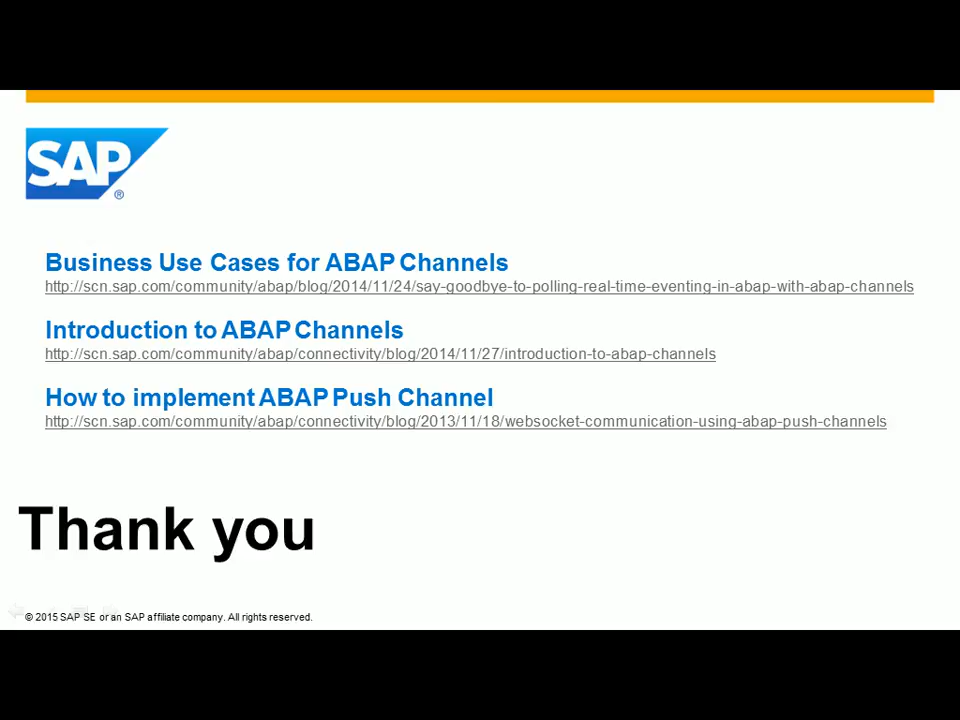 SAP®
Business Use Cases for ABAP Channels
http://scn.sap.com/community/abap/blog/2014/11/24/say-goodbye-to-polling-real-time-eventing-in-abap-with-abap-channels
Introduction to ABAP Channels
http://scn.sap.com/community/abap/connectivity/blog/2014/11/27/introduction-to-abap-channels
How to implement ABAP Push Channel
http://scn.sap.com/community/abap/connectivity/blog/2013/11/18/websocket-communication-using-abap-push-channels
Thank you
© 2015 SAP SE or an SAP affiliate company. All rights reserved.